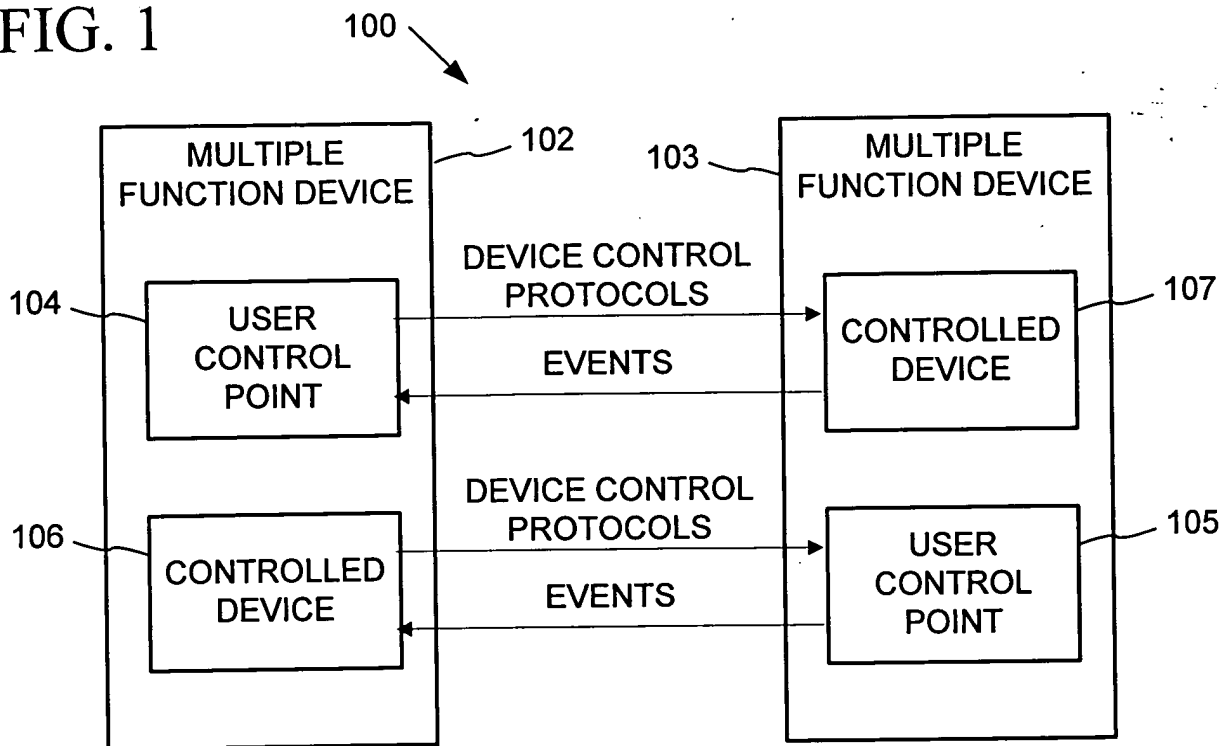 FIG. 1
100
MULTIPLE
FUNCTION DEVICE
102
103
MULTIPLE
FUNCTION DEVICE
104
USER
CONTROL
POINT
DEVICE CONTROL
PROTOCOLS
EVENTS
CONTROLLED
DEVICE
107
106
CONTROLLED
DEVICE
DEVICE CONTROL
PROTOCOLS
EVENTS
USER
CONTROL
POINT
105